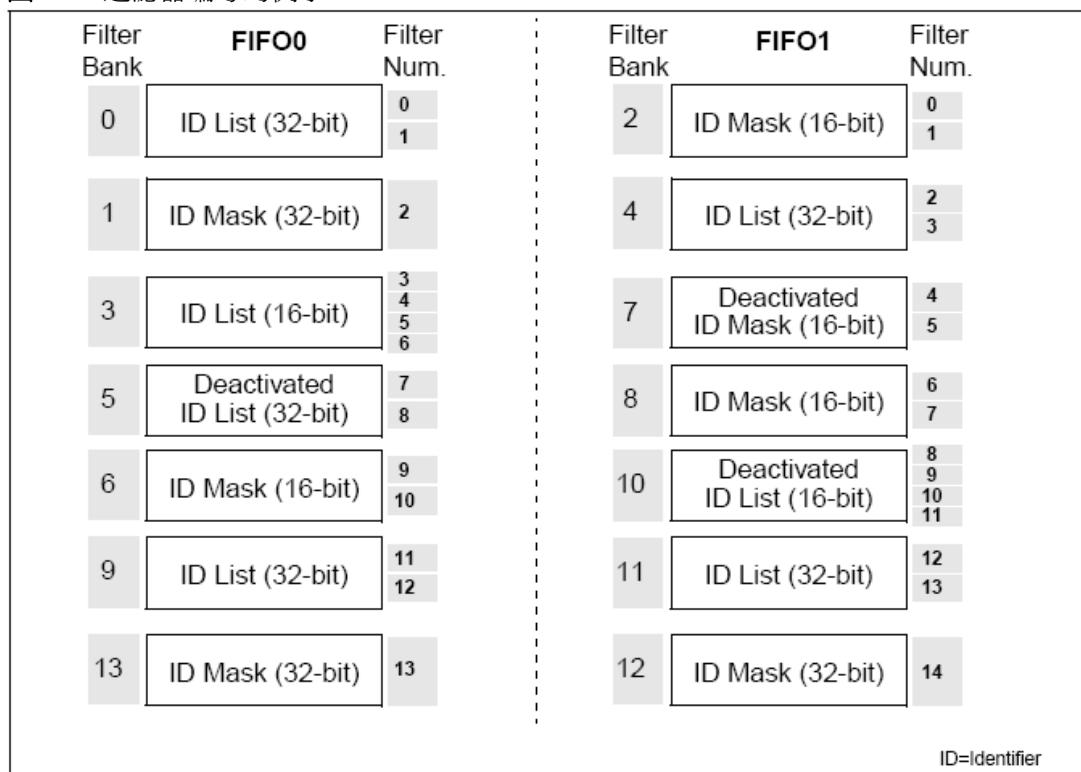 Filter Bank
FIFO0
Filter Num.
0
ID List (32-bit)
0
1
1
ID Mask (32-bit)
2
3
ID List (16-bit)
3
4
5
6
5
Deactivated
ID List (32-bit)
7
8
6
ID Mask (16-bit)
9
10
9
ID List (32-bit)
11
12
13
ID Mask (32-bit)
13
Filter Bank
FIFO1
Filter Num.
2
ID Mask (16-bit)
0
1
4
ID List (32-bit)
2
3
7
Deactivated
ID Mask (16-bit)
4
5
8
ID Mask (16-bit)
6
7
10
Deactivated
ID List (16-bit)
8
9
10
11
11
ID List (32-bit)
12
13
12
ID Mask (32-bit)
14
ID=Identifier